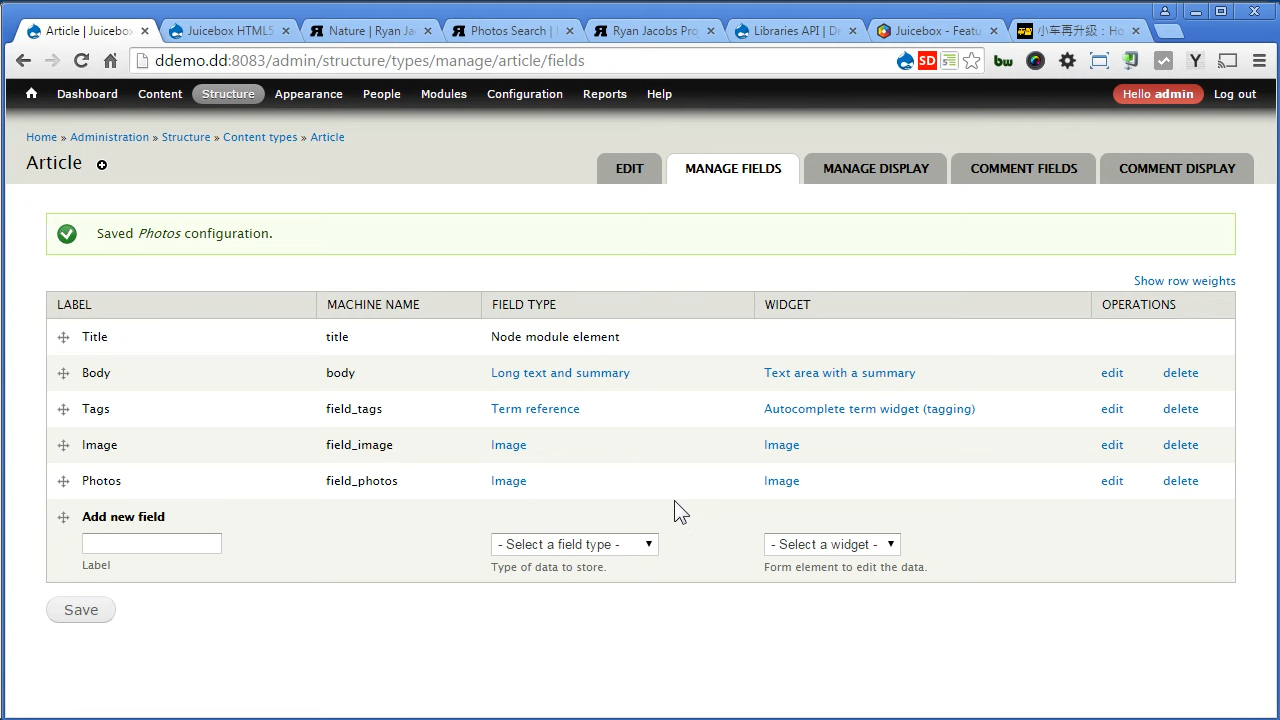 Article | Juicebox
Juicebox HTML5
Nature | Ryan Ja
Photos Search |
Ryan Jacobs Pro
Libraries API | D
Juicebox - Featu
小车再升級：Ho
ddemo.dd:8083/admin/structure/types/manage/article/fields
SD
bw
Y
Dashboard Content Structure Appearance People Modules Configuration Reports Help Hello admin Log out
Home » Administration » Structure » Content types » Article
Article
EDIT MANAGE FIELDS MANAGE DISPLAY COMMENT FIELDS COMMENT DISPLAY
Saved Photos configuration.
Show row weights
LABEL MACHINE NAME FIELD TYPE WIDGET OPERATIONS
Title title Node module element
Body body Long text and summary Text area with a summary edit delete
Tags field_tags Term reference Autocomplete term widget (tagging) edit delete
Image field_image Image Image edit delete
Photos field_photos Image Image edit delete
Add new field
- Select a field type - - Select a widget -
Label Type of data to store. Form element to edit the data.
Save